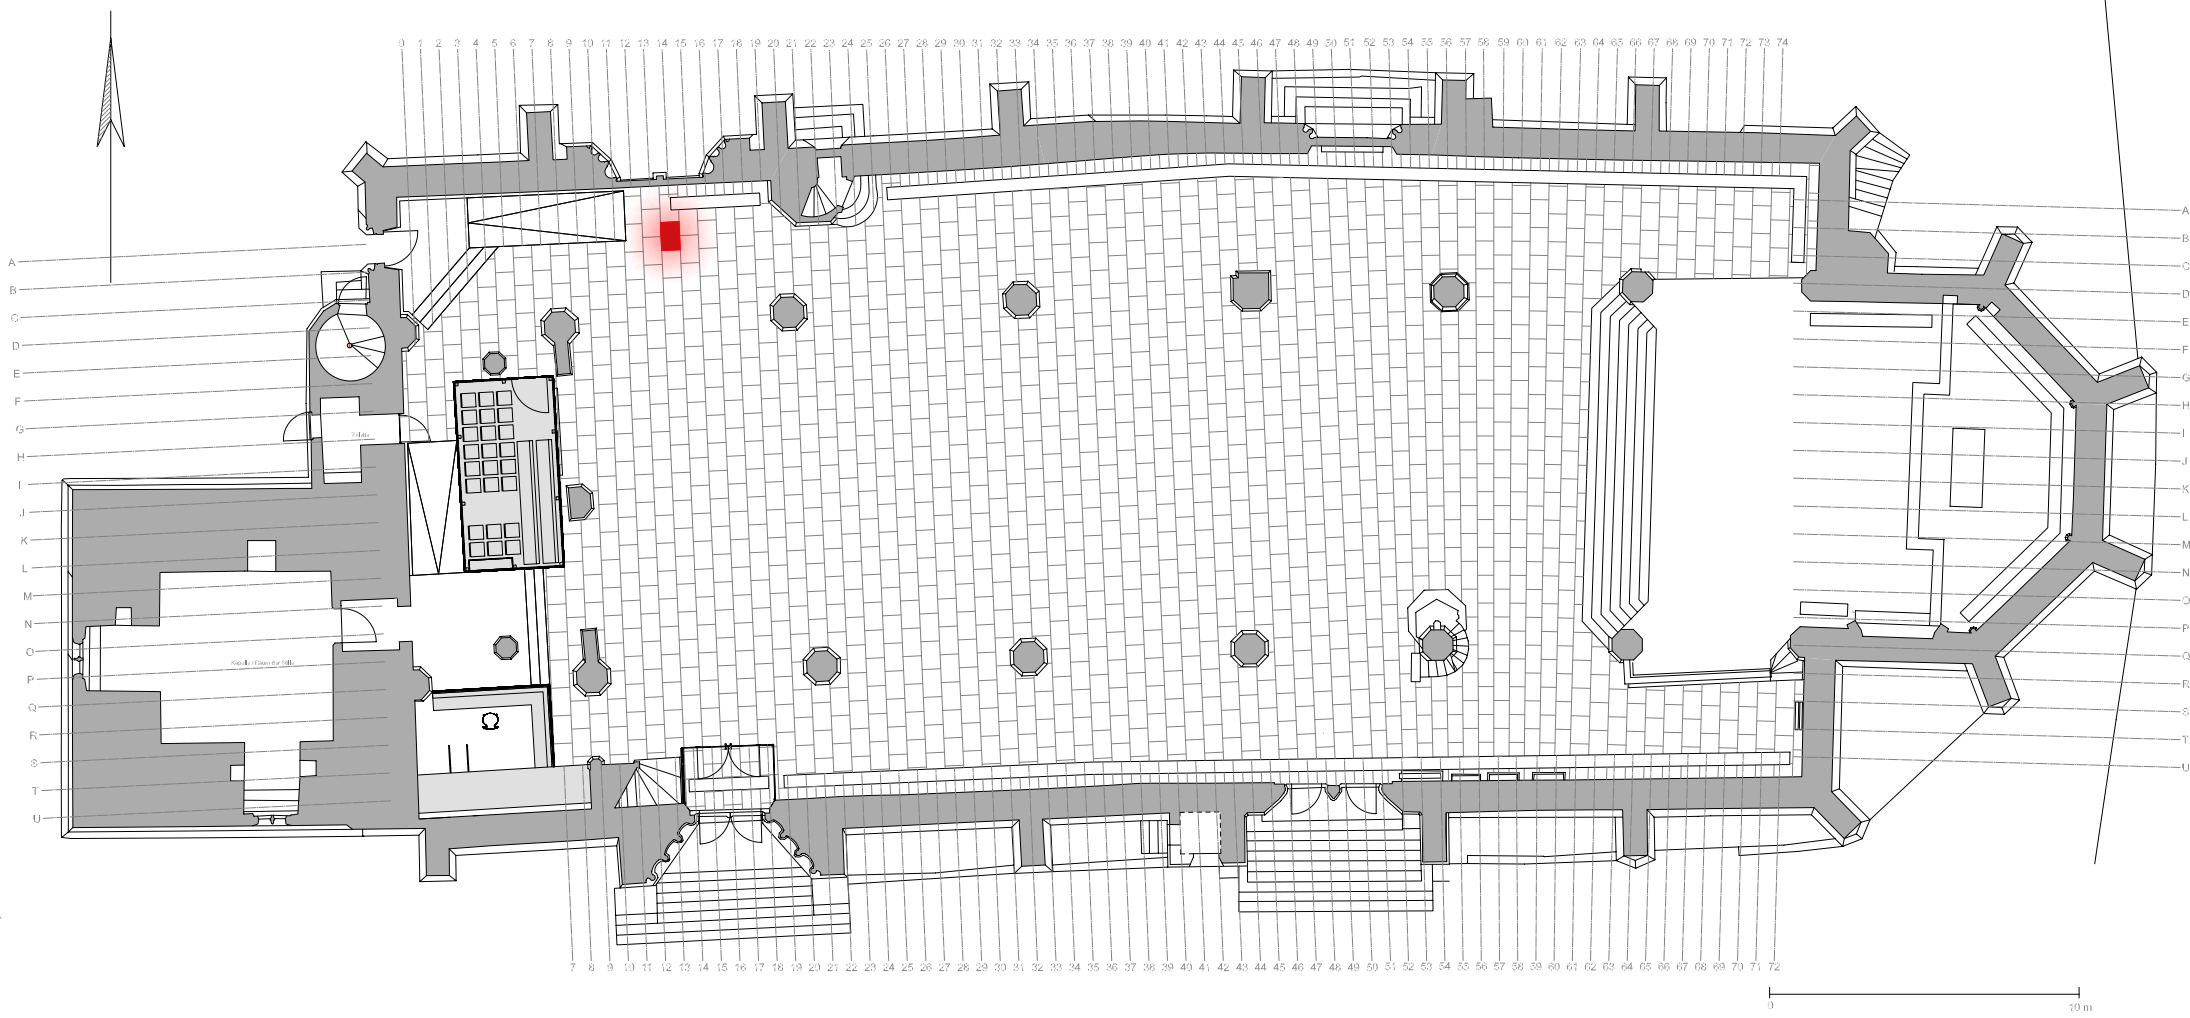 0 1 2 3 4 5 6 7 8 9 10 11 12 13 14 15 16 17 18 19 20 21 22 23 24 25 26 27 28 29 30 31 32 33 34 35 36 37 38 39 40 41 42 43 44 45 46 47 48 49 50 51 52 53 54 55 56 57 58 59 60 61 62 63 64 65 66 67 68 69 70 71 72 73 74
A A
B B
C C
D D
E E
F F
G G
H H
I I
J J
K K
L L
M M
N N
O O
P P
Q Q
R R
S S
T T
U U
7 8 9 10 11 12 13 14 15 16 17 18 19 20 21 22 23 24 25 26 27 28 29 30 31 32 33 34 35 36 37 38 39 40 41 42 43 44 45 46 47 48 49 50 51 52 53 54 55 56 57 58 59 60 61 62 63 64 65 66 67 68 69 70 71 72
0 10 m